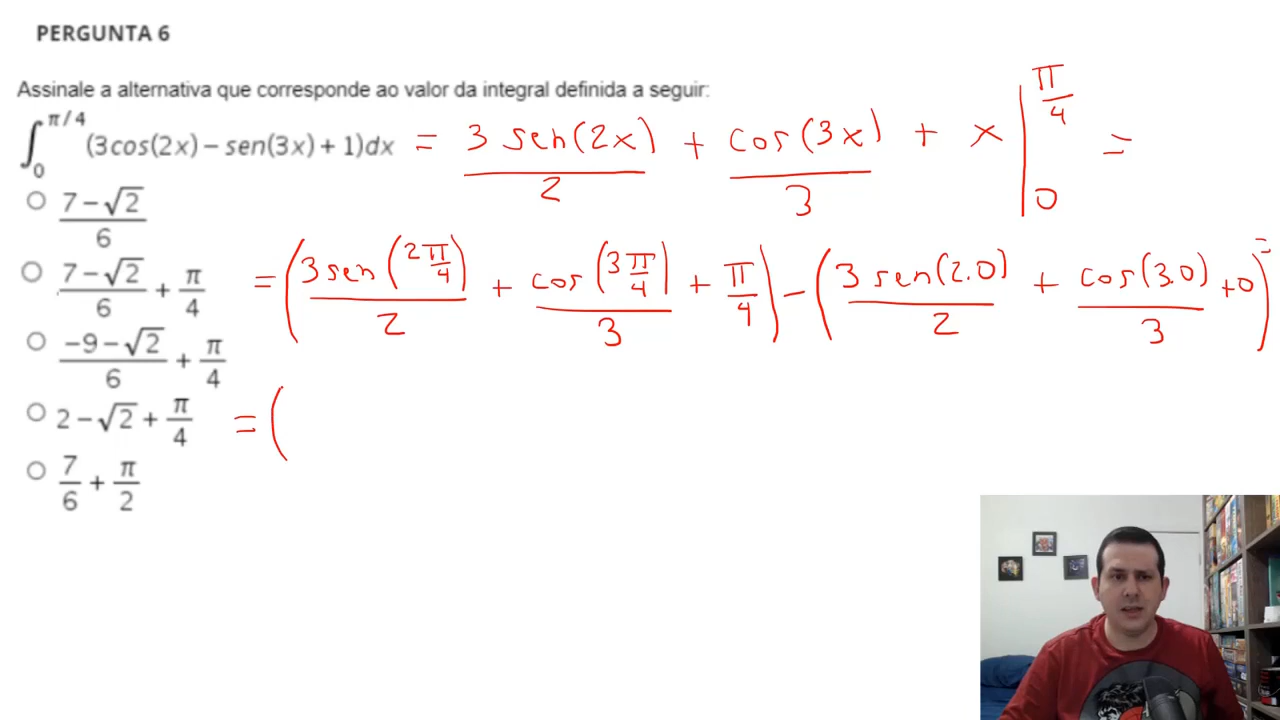 PERGUNTA 6
Assinale a alternativa que corresponde ao valor da integral definida a seguir:
∫₀^{π/4} (3cos(2x) − sen(3x) + 1)dx = 3 sen(2x)/2 + cos(3x)/3 + x |₀^{π/4} =
(7 − √2)/6
= (3 sen(2π/4)/2 + cos(3π/4)/3 + π/4) − (3 sen(2.0)/2 + cos(3.0)/3 + 0) =
(7 − √2)/6 + π/4
(−9 − √2)/6 + π/4
2 − √2 + π/4
= (
7/6 + π/2